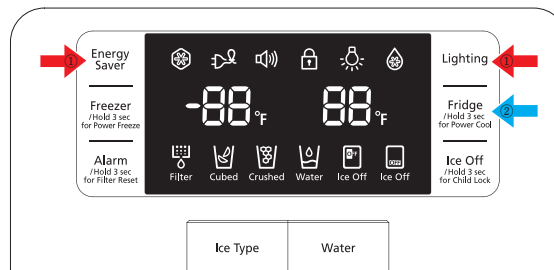 Energy
Saver
Lighting
① 
①
-88°F
88°F
Freezer
/Hold 3 sec
for Power Freeze
Fridge
/Hold 3 sec
for Power Cool
②
Alarm
/Hold 3 sec
for Filter Reset
Filter
Cubed
Crushed
Water
Ice Off
Ice Off
Ice Off
/Hold 3 sec
for Child Lock
Ice Type
Water